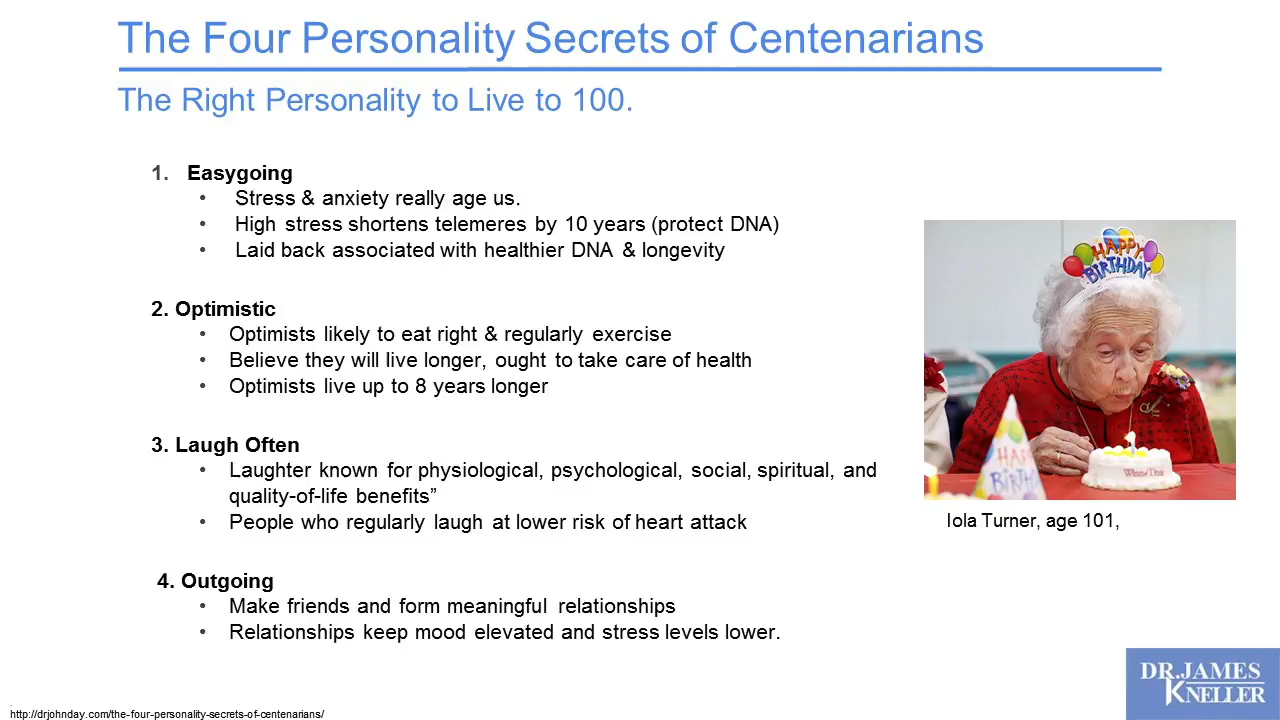 The Four Personality Secrets of Centenarians
The Right Personality to Live to 100.
1. Easygoing
• Stress & anxiety really age us.
• High stress shortens telemeres by 10 years (protect DNA)
• Laid back associated with healthier DNA & longevity
2. Optimistic
• Optimists likely to eat right & regularly exercise
• Believe they will live longer, ought to take care of health
• Optimists live up to 8 years longer
3. Laugh Often
• Laughter known for physiological, psychological, social, spiritual, and
quality-of-life benefits”
• People who regularly laugh at lower risk of heart attack
4. Outgoing
• Make friends and form meaningful relationships
• Relationships keep mood elevated and stress levels lower.
HAPPY
BIRTHDAY
HAPPY
Iola Turner, age 101,
DR.JAMES
KNELLER
http://drjohnday.com/the-four-personality-secrets-of-centenarians/